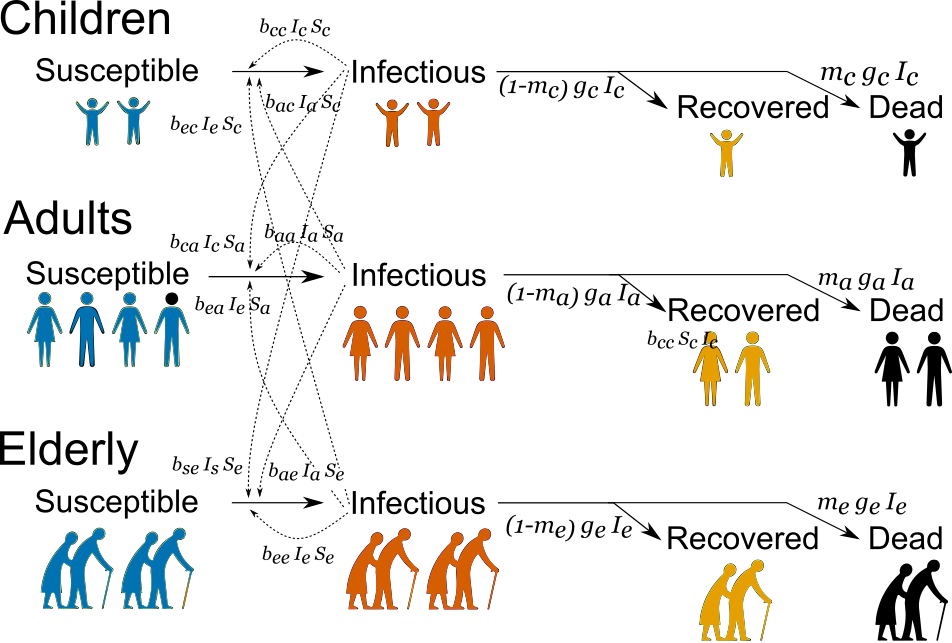 Children
b_cc I_c S_c
Susceptible
Infectious
m_c g_c I_c
(1-m_c) g_c I_c
b_ac I_a S_c
Recovered
Dead
b_ec I_e S_c
Adults
b_ca I_c S_a
b_aa I_a S_a
Susceptible
Infectious
m_a g_a I_a
(1-m_a) g_a I_a
b_ea I_e S_a
Recovered
Dead
b_cc S_c I_c
Elderly
b_se I_s S_e
b_ae I_a S_e
Susceptible
Infectious
m_e g_e I_e
(1-m_e) g_e I_e
Recovered
Dead
b_ee I_e S_e